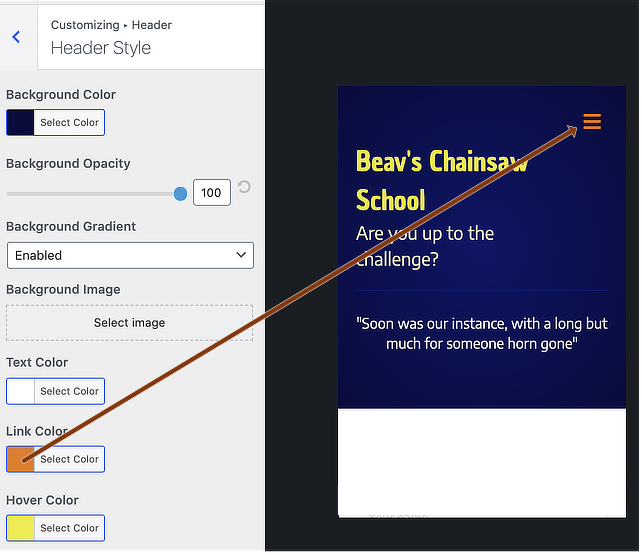 Customizing ▸ Header
Header Style
Background Color
Select Color
Background Opacity
100
Background Gradient
Enabled
Background Image
Select image
Text Color
Select Color
Link Color
Select Color
Hover Color
Select Color
Beav's Chainsaw
School
Are you up to the
challenge?
"Soon was our instance, with a long but
much for someone horn gone"
Your name